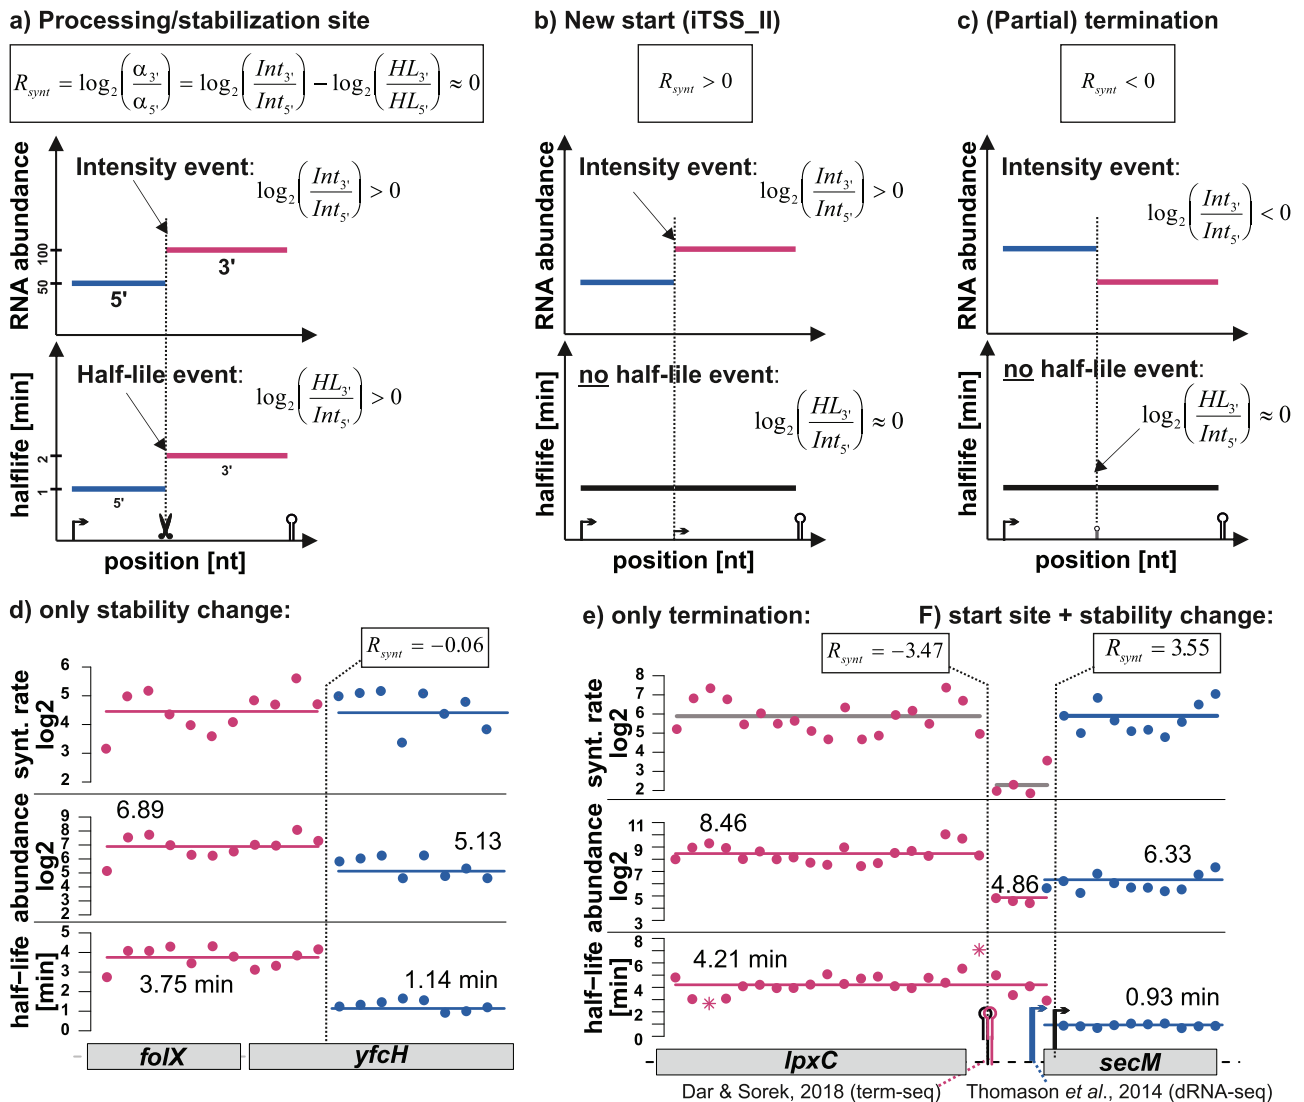 a) Processing/stabilization site
R_synt = log₂(α₃'/α₅') = log₂(Int₃'/Int₅') − log₂(HL₃'/HL₅') ≈ 0
RNA abundance
100
50
Intensity event:
log₂(Int₃'/Int₅') > 0
5'
3'
halflife [min]
2
1
Half-lile event:
log₂(HL₃'/Int₅') > 0
5'
3'
position [nt]
b) New start (iTSS_II)
R_synt > 0
RNA abundance
Intensity event:
log₂(Int₃'/Int₅') > 0
halflife [min]
no half-lile event:
log₂(HL₃'/Int₅') ≈ 0
position [nt]
c) (Partial) termination
R_synt < 0
RNA abundance
Intensity event:
log₂(Int₃'/Int₅') < 0
halflife [min]
no half-life event:
log₂(HL₃'/Int₅') ≈ 0
position [nt]
d) only stability change:
R_synt = −0.06
synt. rate
log2
6
5
4
3
2
abundance
log2
9
8
7
6
5
4
3
2
6.89
5.13
half−life
[min]
5
4
3
2
1
0
3.75 min
1.14 min
folX
yfcH
e) only termination:
R_synt = −3.47
F) start site + stability change:
R_synt = 3.55
synt. rate
log2
8
7
6
5
4
3
2
abundance
log2
11
9
7
5
3
8.46
4.86
6.33
half−life
[min]
8
6
4
2
0
4.21 min
0.93 min
lpxC
secM
Dar & Sorek, 2018 (term-seq)
Thomason et al., 2014 (dRNA-seq)